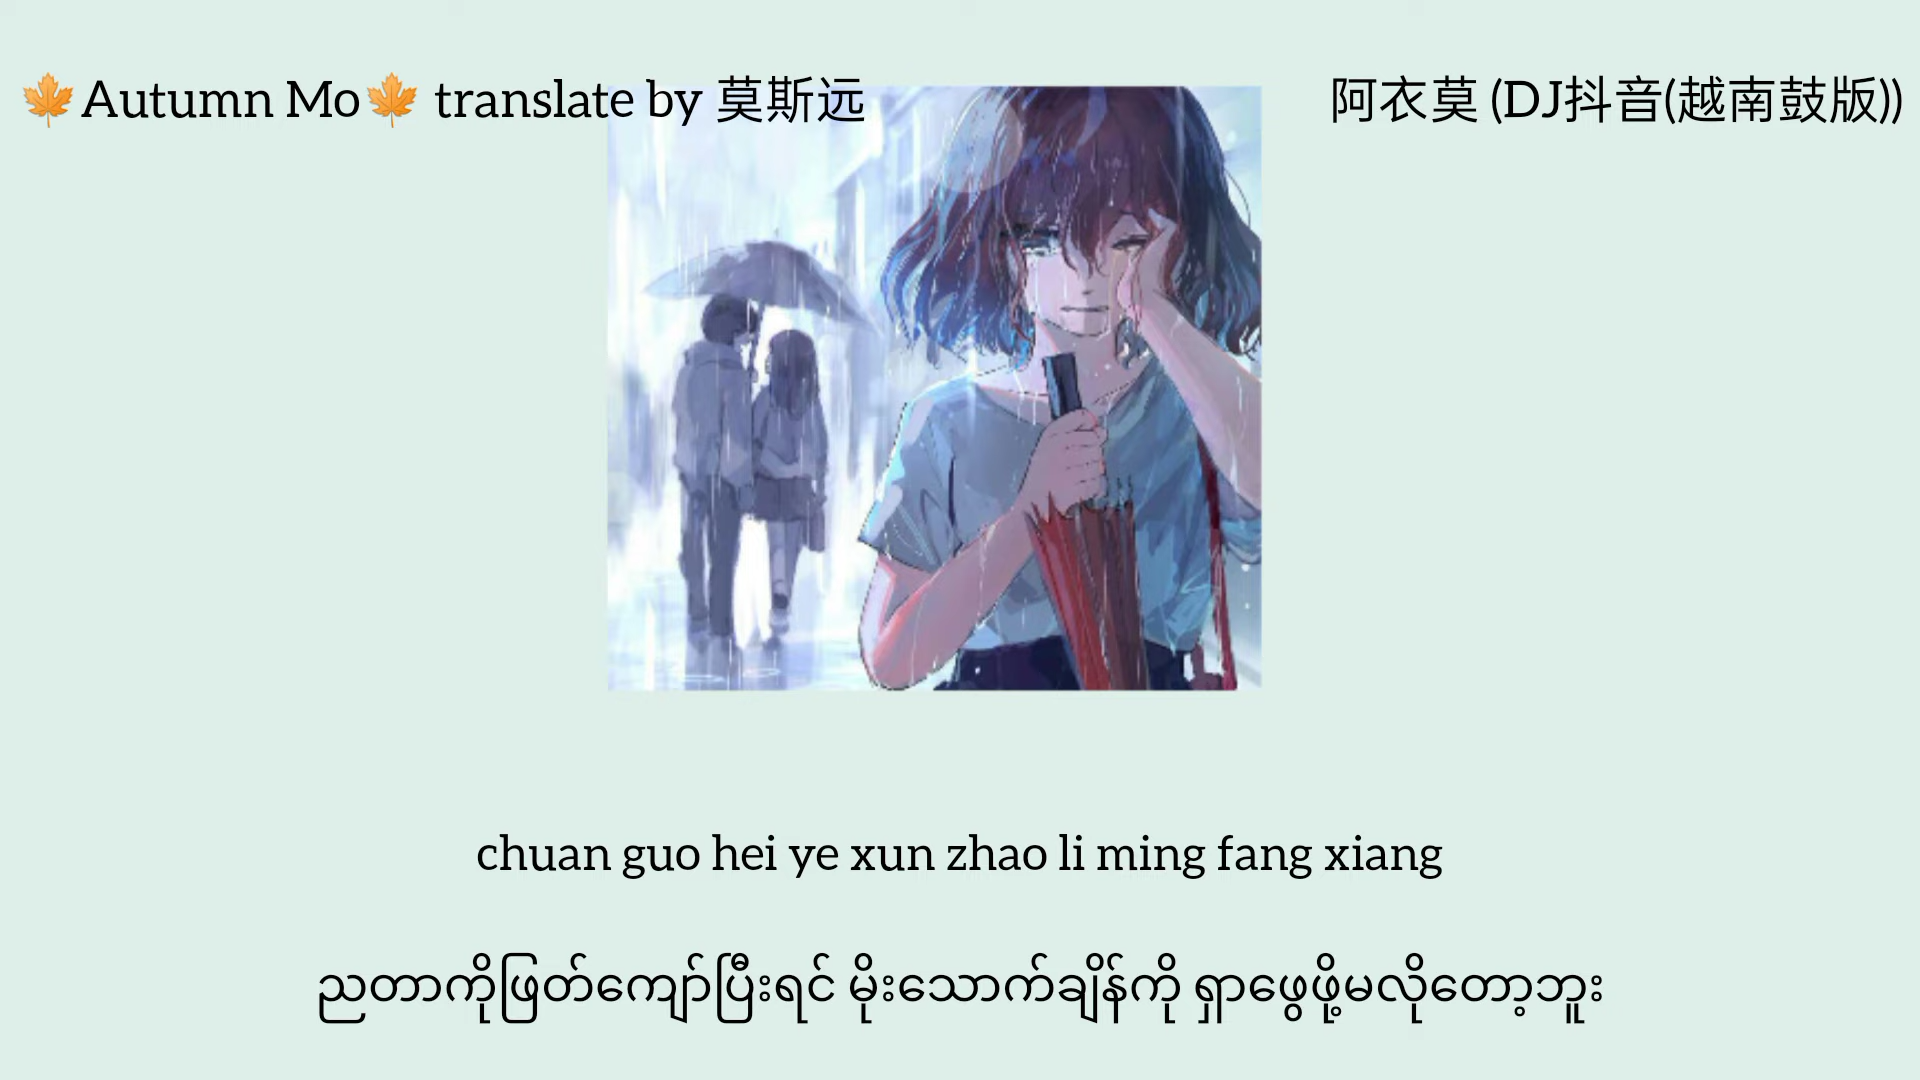 🍁Autumn Mo🍁 translate by 莫斯远
阿衣莫 (DJ抖音(越南鼓版))
chuan guo hei ye xun zhao li ming fang xiang
ညတာကိုဖြတ်ကျော်ပြီးရင် မိုးသောက်ချိန်ကို ရှာဖွေဖို့မလိုတော့ဘူး